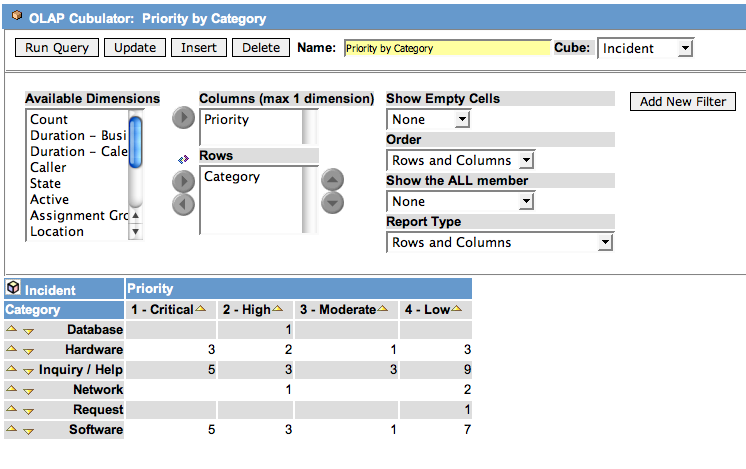 OLAP Cubulator: Priority by Category
Run Query Update Insert Delete Name: Priority by Category Cube: Incident
Available Dimensions
Count
Duration – Busi
Duration – Cale
Caller
State
Active
Assignment Gro
Location
Columns (max 1 dimension)
Priority
Rows
Category
Show Empty Cells
None
Order
Rows and Columns
Show the ALL member
None
Report Type
Rows and Columns
Add New Filter
Incident Priority
Category 1 - Critical 2 - High 3 - Moderate 4 - Low
Database 1
Hardware 3 2 1 3
Inquiry / Help 5 3 3 9
Network 1 2
Request 1
Software 5 3 1 7